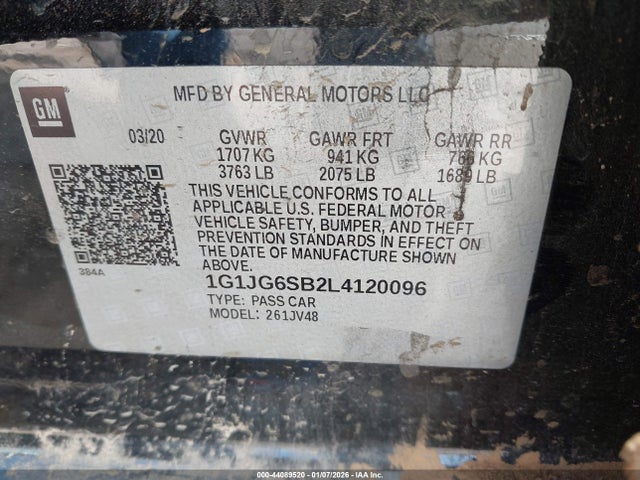 GM
MFD BY GENERAL MOTORS LLC
03/20 GVWR GAWR FRT GAWR RR
1707 KG 941 KG 766 KG
3763 LB 2075 LB 1689 LB
THIS VEHICLE CONFORMS TO ALL
APPLICABLE U.S. FEDERAL MOTOR
VEHICLE SAFETY, BUMPER, AND THEFT
PREVENTION STANDARDS IN EFFECT ON
THE DATE OF MANUFACTURE SHOWN
ABOVE.
384A
1G1JG6SB2L4120096
TYPE: PASS CAR
MODEL: 261JV48
000-44089520 - 01/07/2026 - IAAI.COM